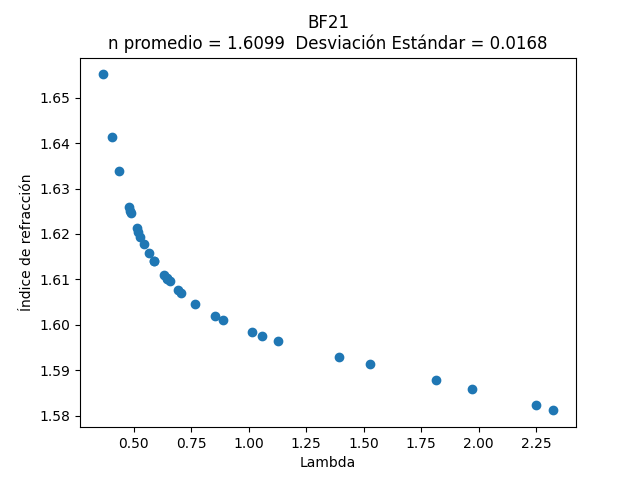 BF21
n promedio = 1.6099  Desviación Estándar = 0.0168
1.65
1.64
1.63
1.62
1.61
1.60
1.59
1.58
Índice de refracción
0.50 0.75 1.00 1.25 1.50 1.75 2.00 2.25
Lambda